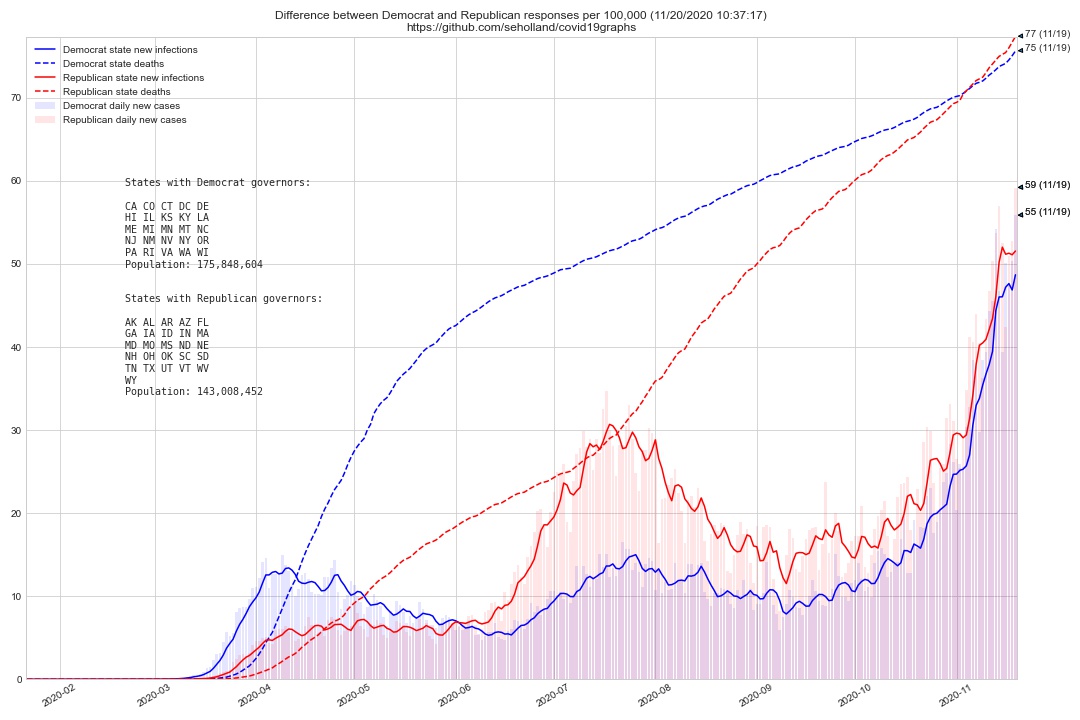 Difference between Democrat and Republican responses per 100,000 (11/20/2020 10:37:17)
https://github.com/seholland/covid19graphs
Democrat state new infections
Democrat state deaths
Republican state new infections
Republican state deaths
Democrat daily new cases
Republican daily new cases
States with Democrat governors:
CA CO CT DC DE
HI IL KS KY LA
ME MI MN MT NC
NJ NM NV NY OR
PA RI VA WA WI
Population: 175,848,604
States with Republican governors:
AK AL AR AZ FL
GA IA ID IN MA
MD MO MS ND NE
NH OH OK SC SD
TN TX UT VT WV
WY
Population: 143,008,452
77 (11/19)
75 (11/19)
59 (11/19)
55 (11/19)
70
60
50
40
30
20
10
0
2020-02
2020-03
2020-04
2020-05
2020-06
2020-07
2020-08
2020-09
2020-10
2020-11